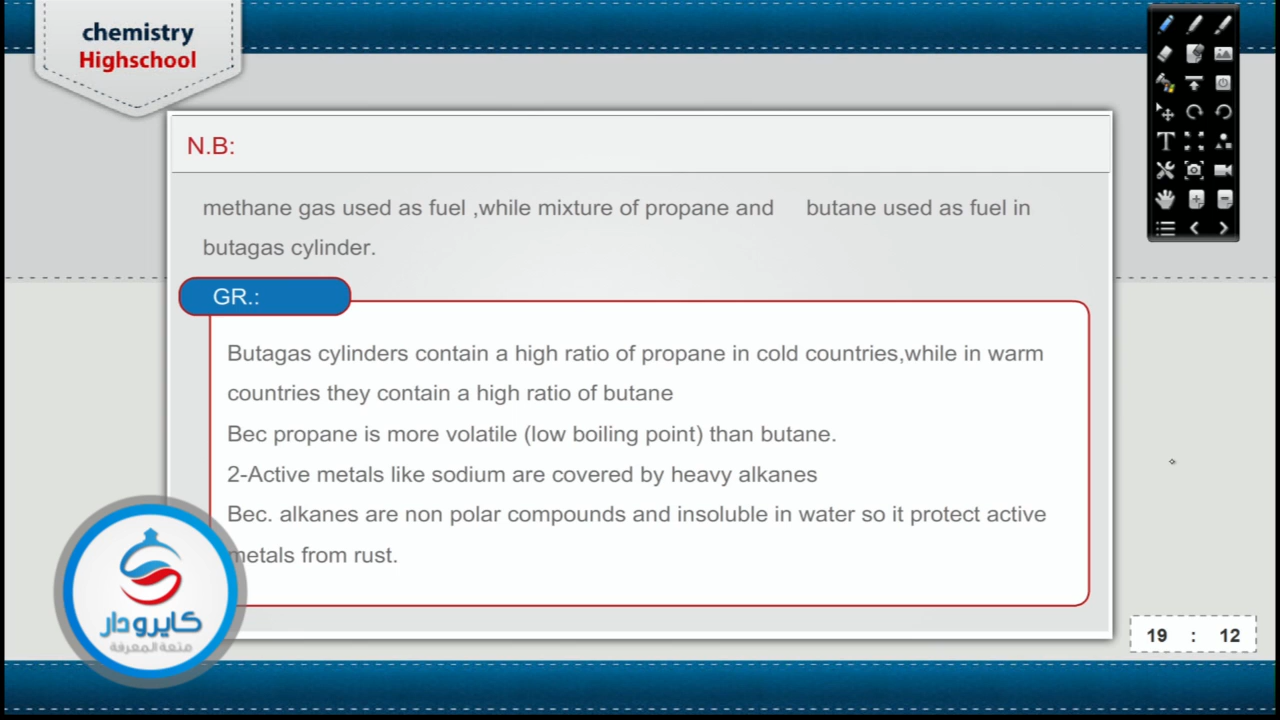 chemistry
Highschool
N.B:
methane gas used as fuel ,while mixture of propane and butane used as fuel in
butagas cylinder.
GR.:
Butagas cylinders contain a high ratio of propane in cold countries,while in warm
countries they contain a high ratio of butane
Bec propane is more volatile (low boiling point) than butane.
2-Active metals like sodium are covered by heavy alkanes
Bec. alkanes are non polar compounds and insoluble in water so it protect active
metals from rust.
كايرودار
متعة المعرفة
19 : 12